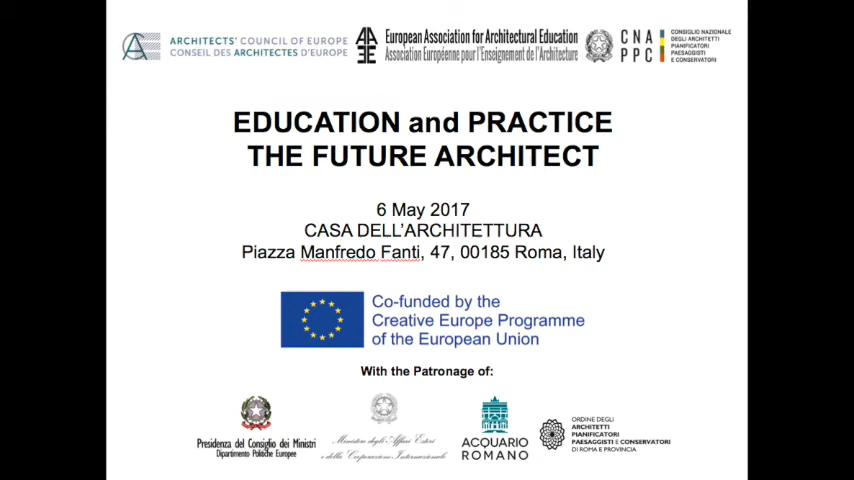 ARCHITECTS' COUNCIL OF EUROPE
CONSEIL DES ARCHITECTES D'EUROPE
European Association for Architectural Education
Association Européenne pour l'Enseignement de l'Architecture
CNA
PPC
CONSIGLIO NAZIONALE
DEGLI ARCHITETTI
PIANIFICATORI
PAESAGGISTI
E CONSERVATORI
EDUCATION and PRACTICE
THE FUTURE ARCHITECT
6 May 2017
CASA DELL'ARCHITETTURA
Piazza Manfredo Fanti, 47, 00185 Roma, Italy
Co-funded by the
Creative Europe Programme
of the European Union
With the Patronage of:
Presidenza del Consiglio dei Ministri
Dipartimento Politiche Europee
Ministero degli Affari Esteri
e della Cooperazione Internazionale
ACQUARIO
ROMANO
ORDINE DEGLI
ARCHITETTI
PIANIFICATORI
PAESAGGISTI E CONSERVATORI
DI ROMA E PROVINCIA